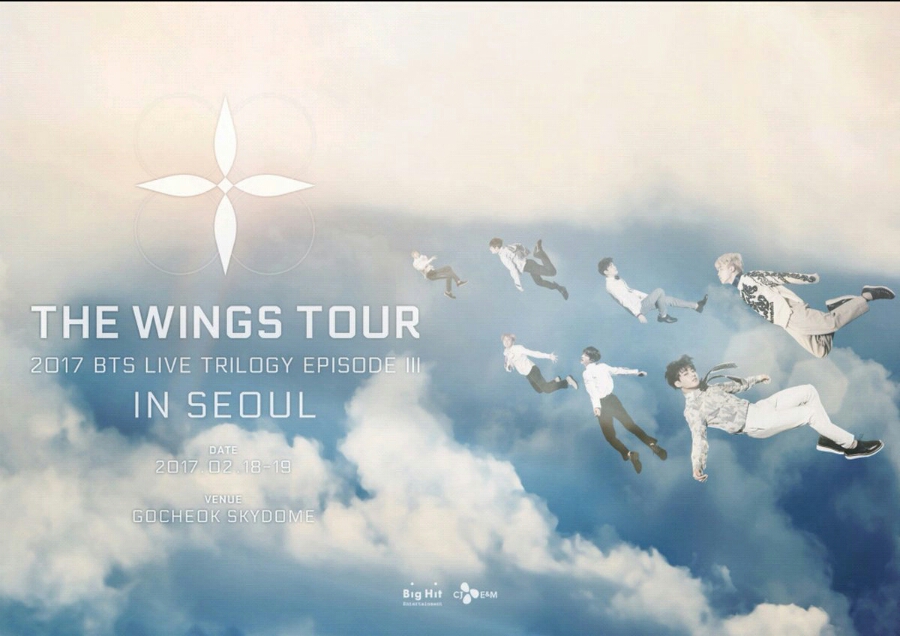 THE WINGS TOUR
2017 BTS LIVE TRILOGY EPISODE III
IN SEOUL
DATE
2017 .02 .18-19
VENUE
GOCHEOK SKYDOME
Big Hit
ENTERTAINMENT
CJ E&M